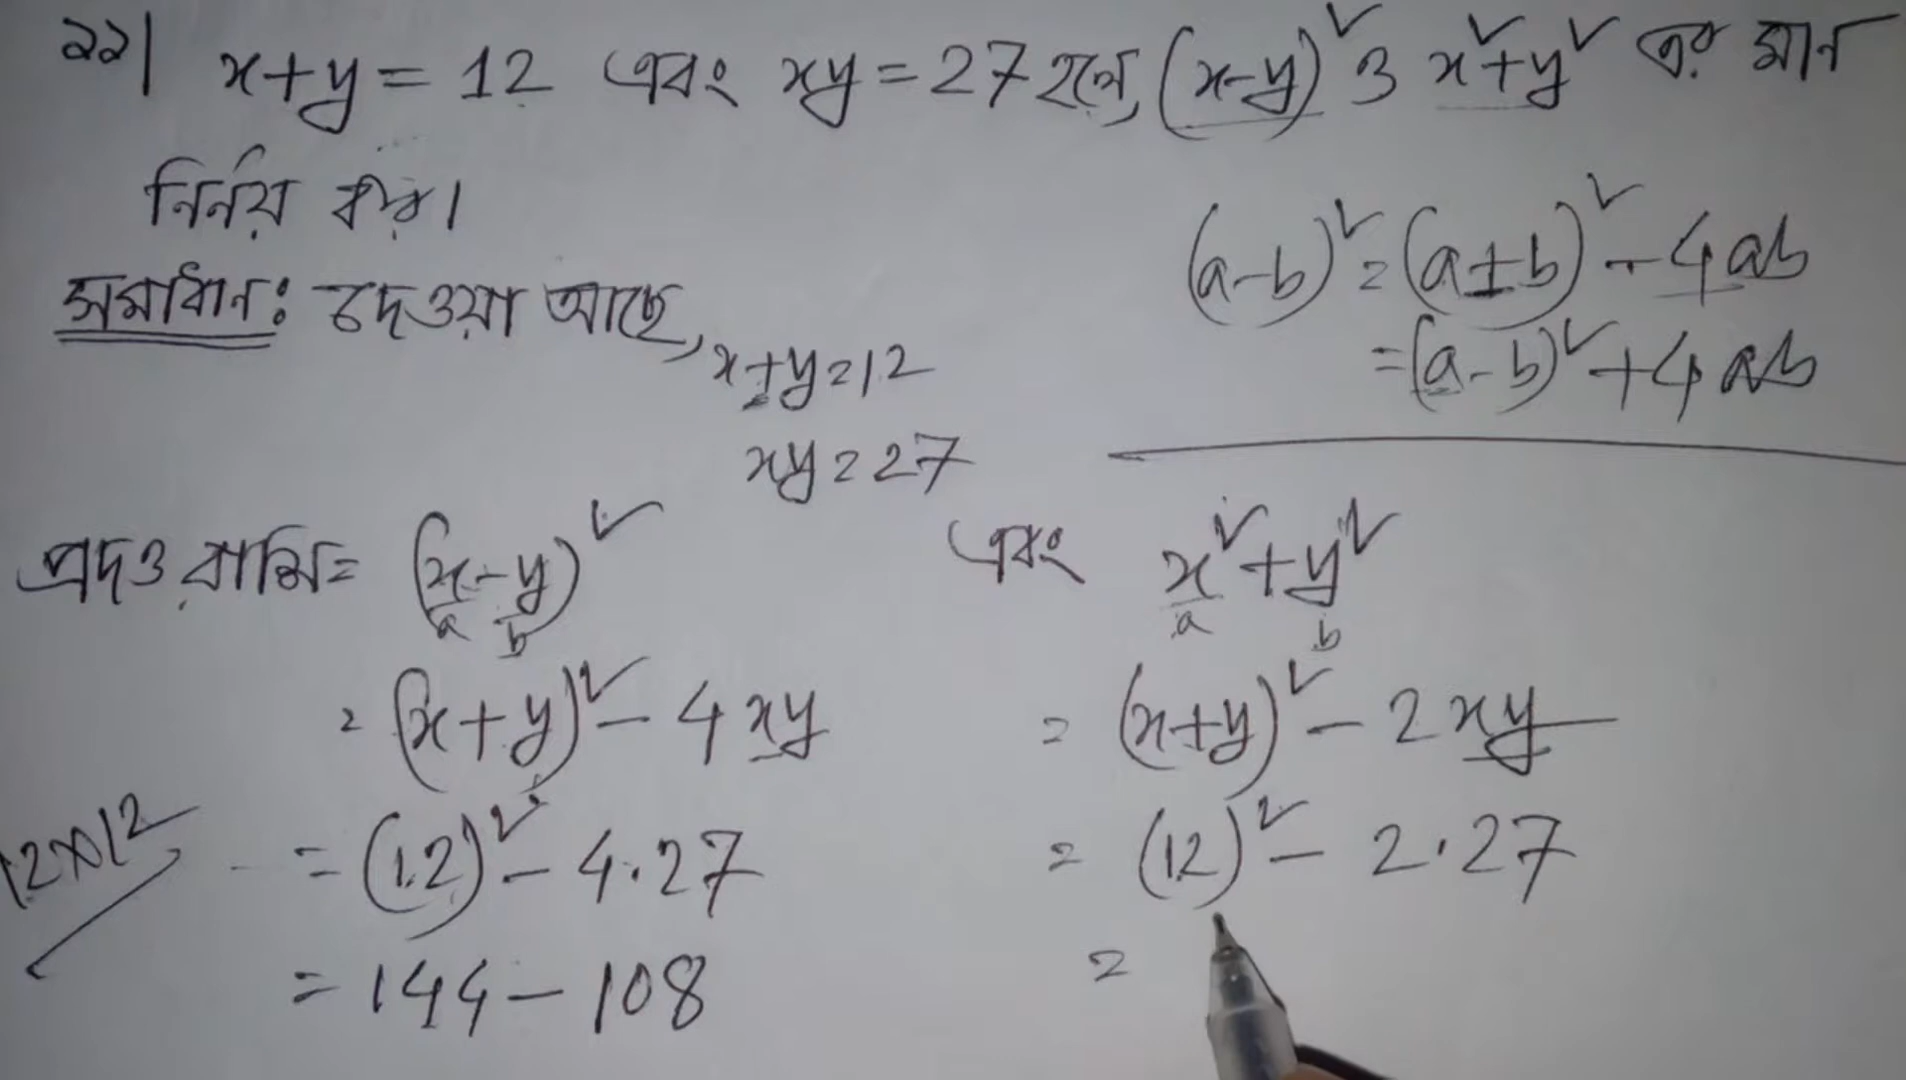 ২২। x+y = 12 এবং xy = 27 হলে, (x-y)² ও x²+y² এর মান
নির্নয় কর।
(a-b)² = (a+b)² - 4ab
= (a-b)² + 4ab
সমাধান: দেওয়া আছে,
x+y = 12
xy = 27
প্রদত্ত রাশি = (x-y)²
a b
= (x+y)² - 4xy
12×12
= (12)² - 4·27
= 144 - 108
এবং x²+y²
a b
= (x+y)² - 2xy
= (12)² - 2·27
=